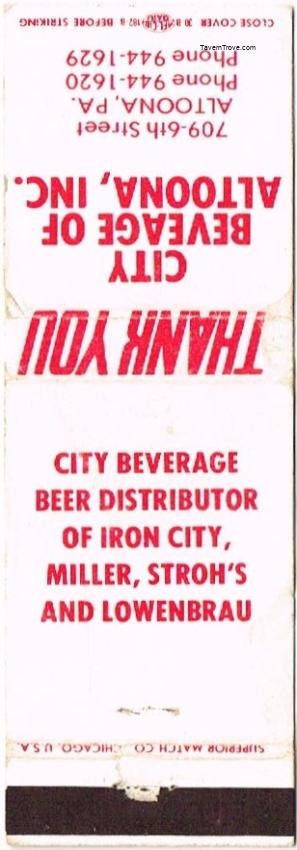 TavernTrove.com
CLOSE COVER BEFORE STRIKING
THANK YOU
CITY
BEVEAGE OF
ALTOONA, INC.
709-6th Street
ALTOONA, PA.
Phone 944-1620
Phone 944-1629
CITY BEVERAGE
BEER DISTRIBUTOR
OF IRON CITY,
MILLER, STROH'S
AND LOWENBRAU
SUPERIOR MATCH CO. CHICAGO, U.S.A.